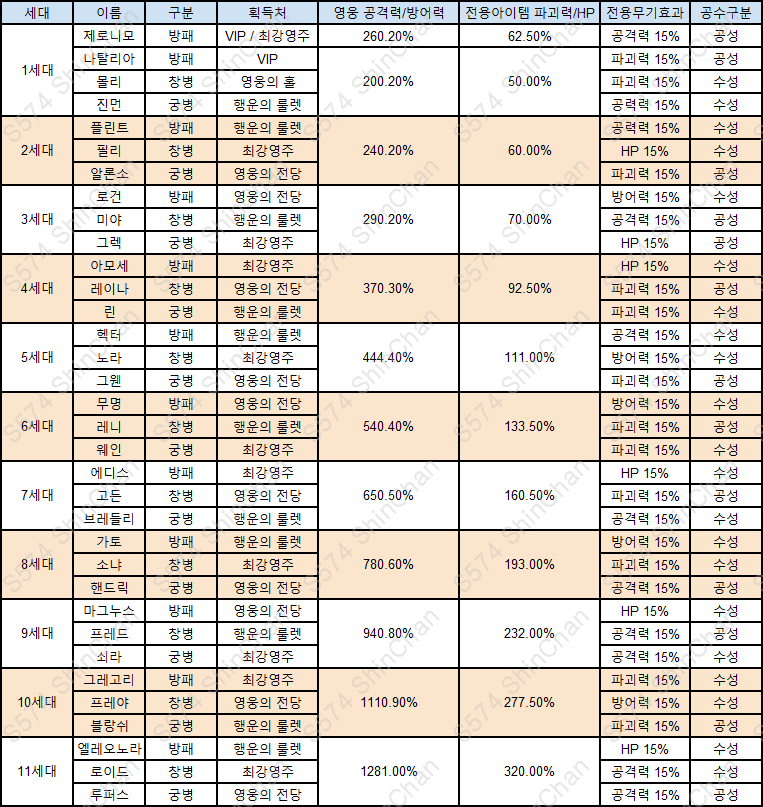 세대 이름 구분 획득처 영웅 공격력/방어력 전용아이템 파괴력/HP 전용무기효과 공수구분
1세대 제로니모 방패 VIP / 최강영주 260.20% 62.50% 공격력 15% 공성
나탈리아 방패 VIP 200.20% 50.00% 파괴력 15% 공성
몰리 창병 영웅의 홀 파괴력 15% 공성
진먼 궁병 행운의 룰렛 공력력 15% 수성
2세대 플린트 방패 행운의 룰렛 240.20% 60.00% 공력력 15% 수성
필리 창병 최강영주 HP 15% 수성
알론소 궁병 영웅의 전당 파괴력 15% 공성
3세대 로건 방패 영웅의 전당 290.20% 70.00% 방어력 15% 수성
미야 창병 행운의 룰렛 공격력 15% 공성
그렉 궁병 최강영주 HP 15% 공성
4세대 아모세 방패 최강영주 370.30% 92.50% HP 15% 수성
레이나 창병 영웅의 전당 파괴력 15% 공성
린 궁병 행운의 룰렛 파괴력 15% 수성
5세대 헥터 방패 행운의 룰렛 444.40% 111.00% 공격력 15% 공성
노라 창병 최강영주 방어력 15% 수성
그웬 궁병 영웅의 전당 파괴력 15% 공성
6세대 무명 방패 영웅의 전당 540.40% 133.50% 방어력 15% 수성
레니 창병 행운의 룰렛 파괴력 15% 공성
웨인 궁병 최강영주 파괴력 15% 수성
7세대 에디스 방패 최강영주 650.50% 160.50% HP 15% 수성
고든 창병 영웅의 전당 파괴력 15% 공성
브레들리 궁병 행운의 룰렛 공격력 15% 수성
8세대 가토 방패 행운의 룰렛 780.60% 193.00% 방어력 15% 수성
소냐 창병 최강영주 파괴력 15% 수성
핸드릭 궁병 영웅의 전당 공격력 15% 공성
9세대 마그누스 방패 영웅의 전당 940.80% 232.00% HP 15% 수성
프레드 창병 행운의 룰렛 공격력 15% 수성
쇠라 궁병 최강영주 공격력 15% 공성
10세대 그레고리 방패 최강영주 1110.90% 277.50% 파괴력 15% 수성
프레야 창병 영웅의 전당 방어력 15% 수성
블랑쉬 궁병 행운의 룰렛 파괴력 15% 공성
11세대 엘레오노라 방패 행운의 룰렛 1281.00% 320.00% HP 15% 수성
로이드 창병 최강영주 공격력 15% 수성
루퍼스 궁병 영웅의 전당 공격력 15% 공성
S574 ShinChan